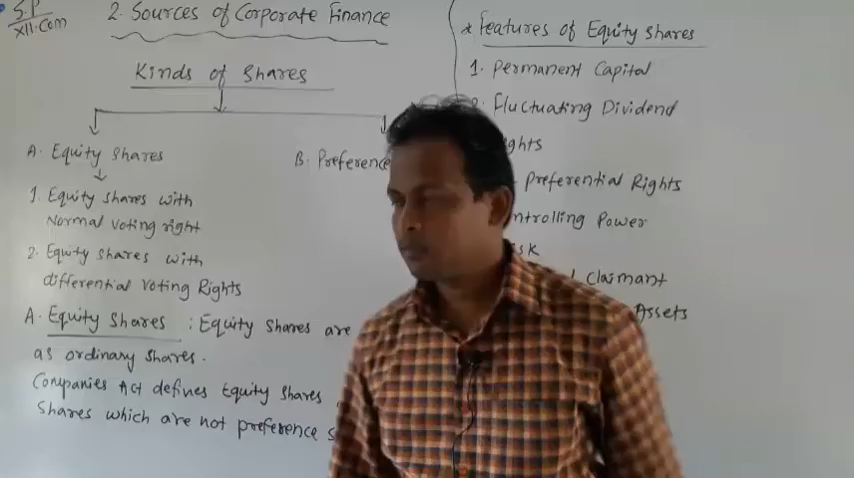 S.P
XII.Com
2. Sources of Corporate Finance
Kinds of Shares
A. Equity Shares
B. Preference
1. Equity shares with
Normal voting right
2. Equity shares with
differential voting Rights
A. Equity Shares : Equity shares are
as ordinary shares.
Companies Act defines Equity shares
shares which are not preference s
* Features of Equity shares
1. Permanent Capital
Fluctuating Dividend
ghts
Preferential Rights
ntrolling Power
sk
Claimant
Assets